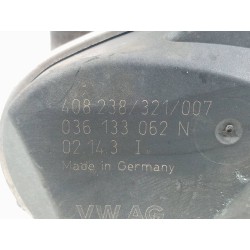 408 238/321/007
036 133 062 N
02 14.3 I
Made in Germany
VW AG